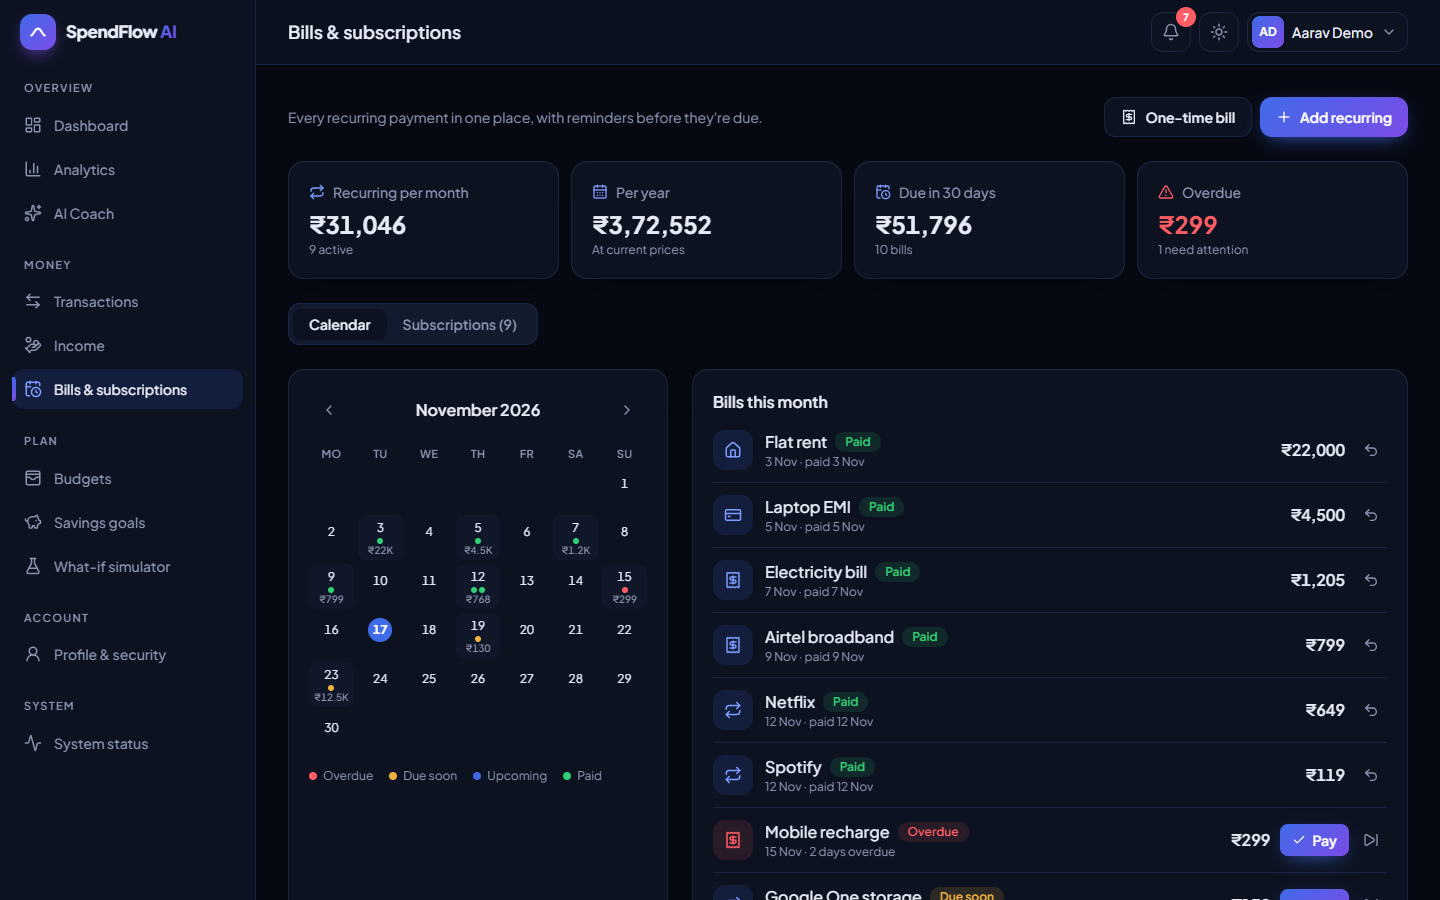 SpendFlow AI
OVERVIEW
Dashboard
Analytics
AI Coach
MONEY
Transactions
Income
Bills & subscriptions
PLAN
Budgets
Savings goals
What-if simulator
ACCOUNT
Profile & security
SYSTEM
System status
Bills & subscriptions
7
AD Aarav Demo
Every recurring payment in one place, with reminders before they're due.
One-time bill
Add recurring
Recurring per month
₹31,046
9 active
Per year
₹3,72,552
At current prices
Due in 30 days
₹51,796
10 bills
Overdue
₹299
1 need attention
Calendar Subscriptions (9)
November 2026
MO TU WE TH FR SA SU
1
2 3 4 5 6 7 8
₹22K ₹4.5K ₹1.2K
9 10 11 12 13 14 15
₹799 ₹768 ₹299
16 17 18 19 20 21 22
₹130
23 24 25 26 27 28 29
₹12.5K
30
Overdue Due soon Upcoming Paid
Bills this month
Flat rent Paid
3 Nov · paid 3 Nov
₹22,000
Laptop EMI Paid
5 Nov · paid 5 Nov
₹4,500
Electricity bill Paid
7 Nov · paid 7 Nov
₹1,205
Airtel broadband Paid
9 Nov · paid 9 Nov
₹799
Netflix Paid
12 Nov · paid 12 Nov
₹649
Spotify Paid
12 Nov · paid 12 Nov
₹119
Mobile recharge Overdue
15 Nov · 2 days overdue
₹299 Pay
Google One storage Due soon